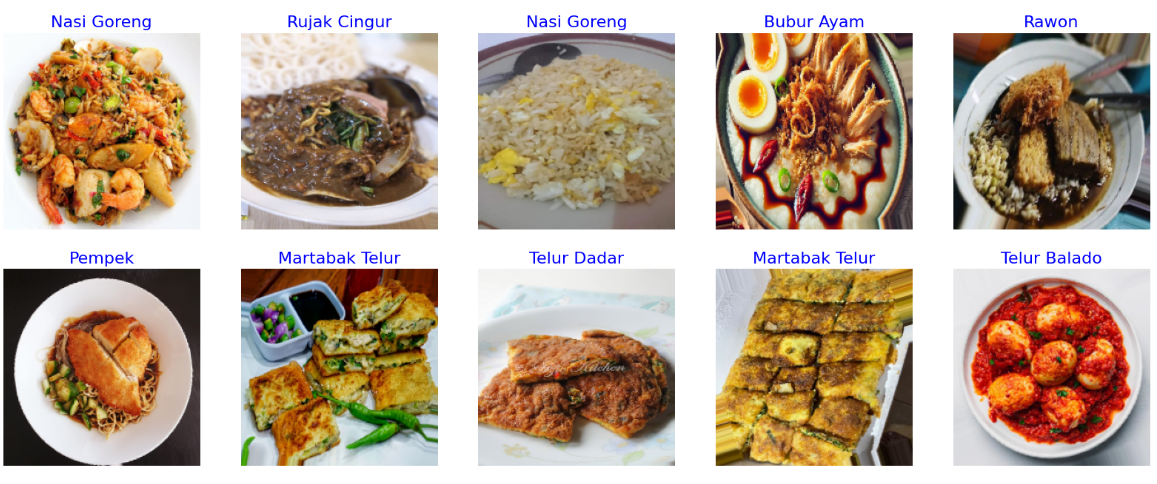 Nasi Goreng
Rujak Cingur
Nasi Goreng
Bubur Ayam
Rawon
Pempek
Martabak Telur
Telur Dadar
Martabak Telur
Telur Balado